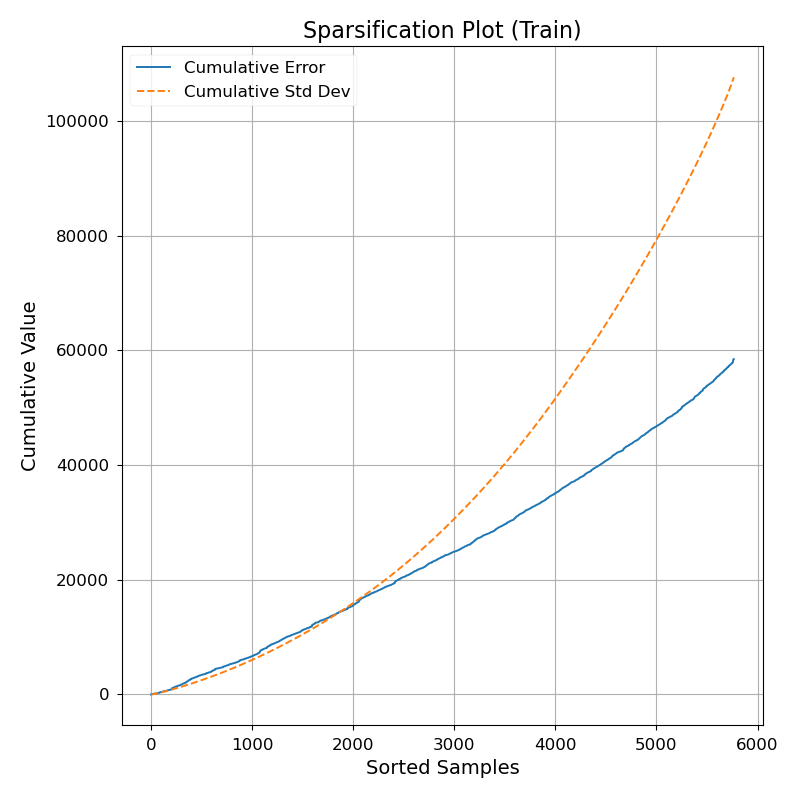 Sparsification Plot (Train)
Cumulative Error
Cumulative Std Dev
100000
80000
60000
40000
20000
0
Cumulative Value
0 1000 2000 3000 4000 5000 6000
Sorted Samples